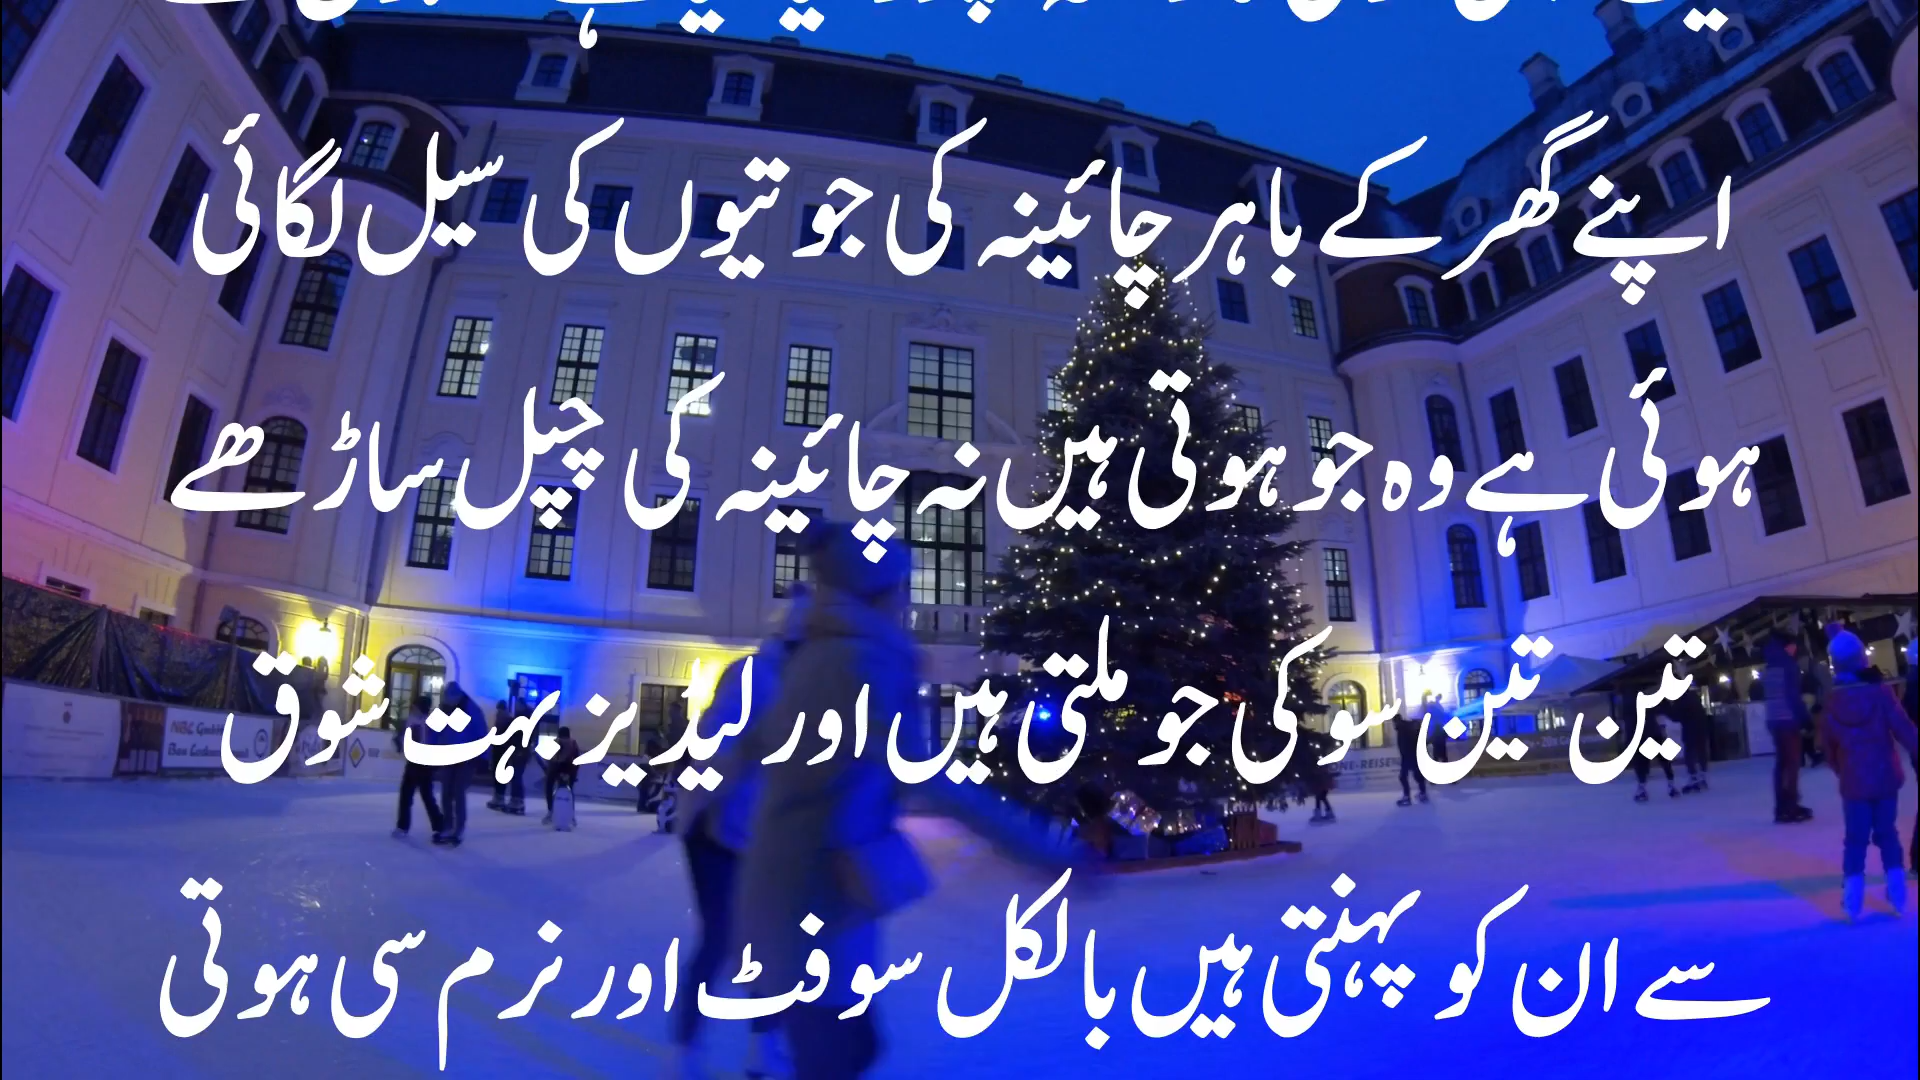 اپنے گھر کے باہر چائینہ کی جوتیوں کی سیل لگائی
ہوئی ہے وہ جو ہوتی ہیں نہ چائینہ کی چپل ساڑھے
تین تین سو کی جو ملتی ہیں اور لیڈیز بہت شوق
سے ان کو پہنتی ہیں بالکل سوفٹ اور نرم سی ہوتی
NBC GmbH